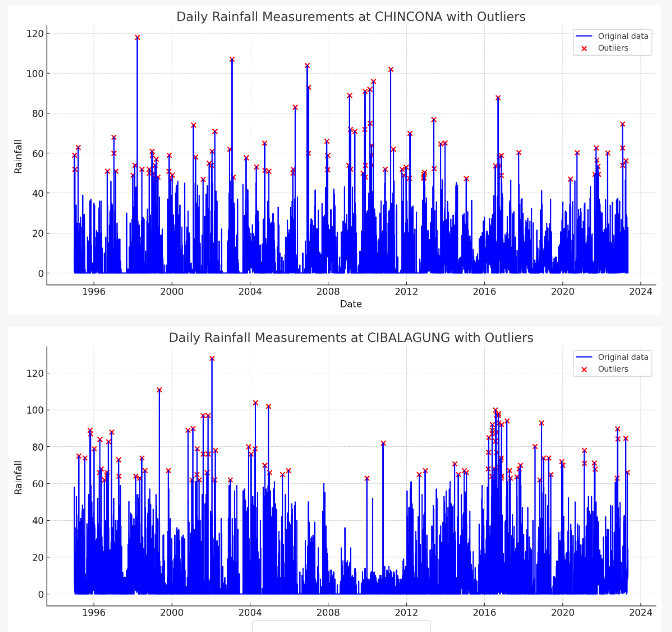 Daily Rainfall Measurements at CHINCONA with Outliers
Original data
Outliers
120
100
80
60
40
20
0
Rainfall
1996 2000 2004 2008 2012 2016 2020 2024
Date
Daily Rainfall Measurements at CIBALAGUNG with Outliers
Original data
Outliers
120
100
80
60
40
20
0
Rainfall
1996 2000 2004 2008 2012 2016 2020 2024